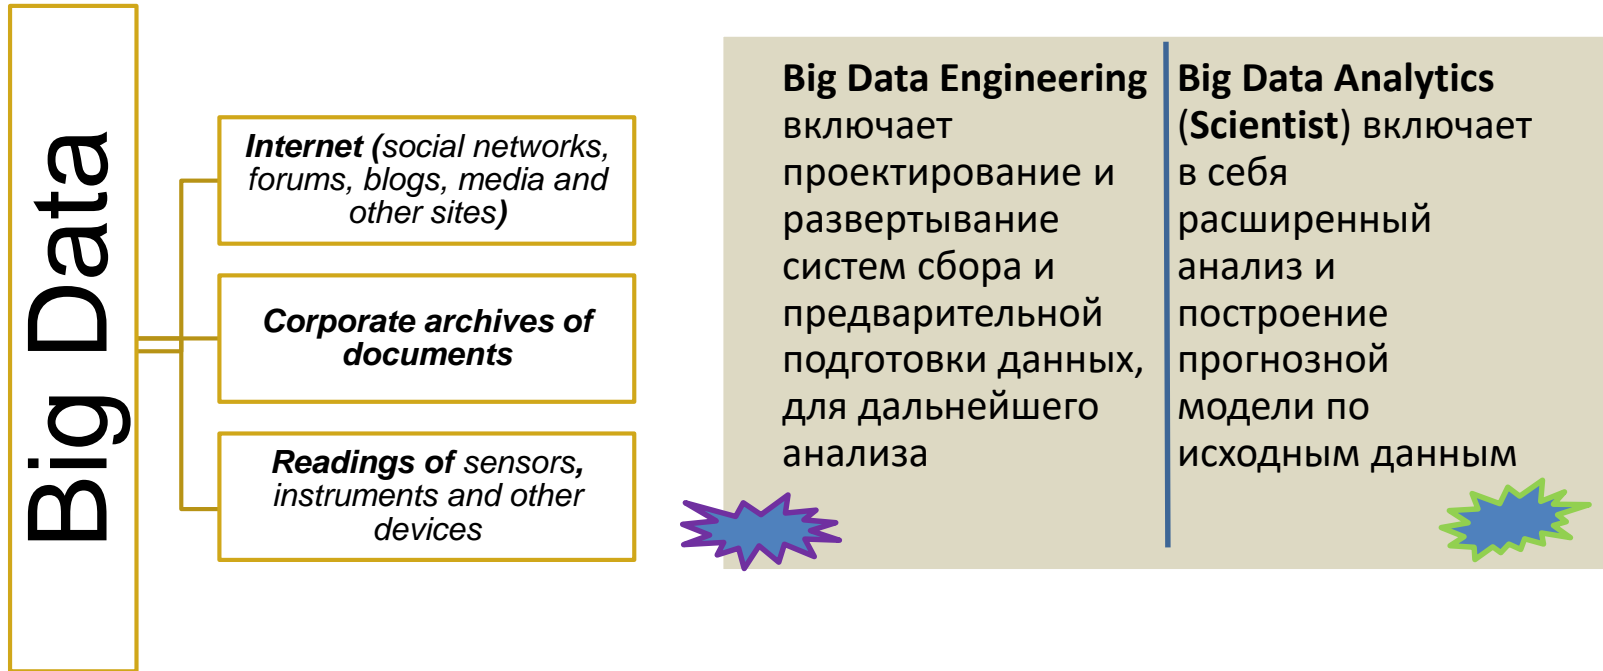 Big Data
Internet (social networks,
forums, blogs, media and
other sites)
Corporate archives of
documents
Readings of sensors,
instruments and other
devices
Big Data Engineering
включает
проектирование и
развертывание
систем сбора и
предварительной
подготовки данных,
для дальнейшего
анализа
Big Data Analytics
(Scientist) включает
в себя
расширенный
анализ и
построение
прогнозной
модели по
исходным данным